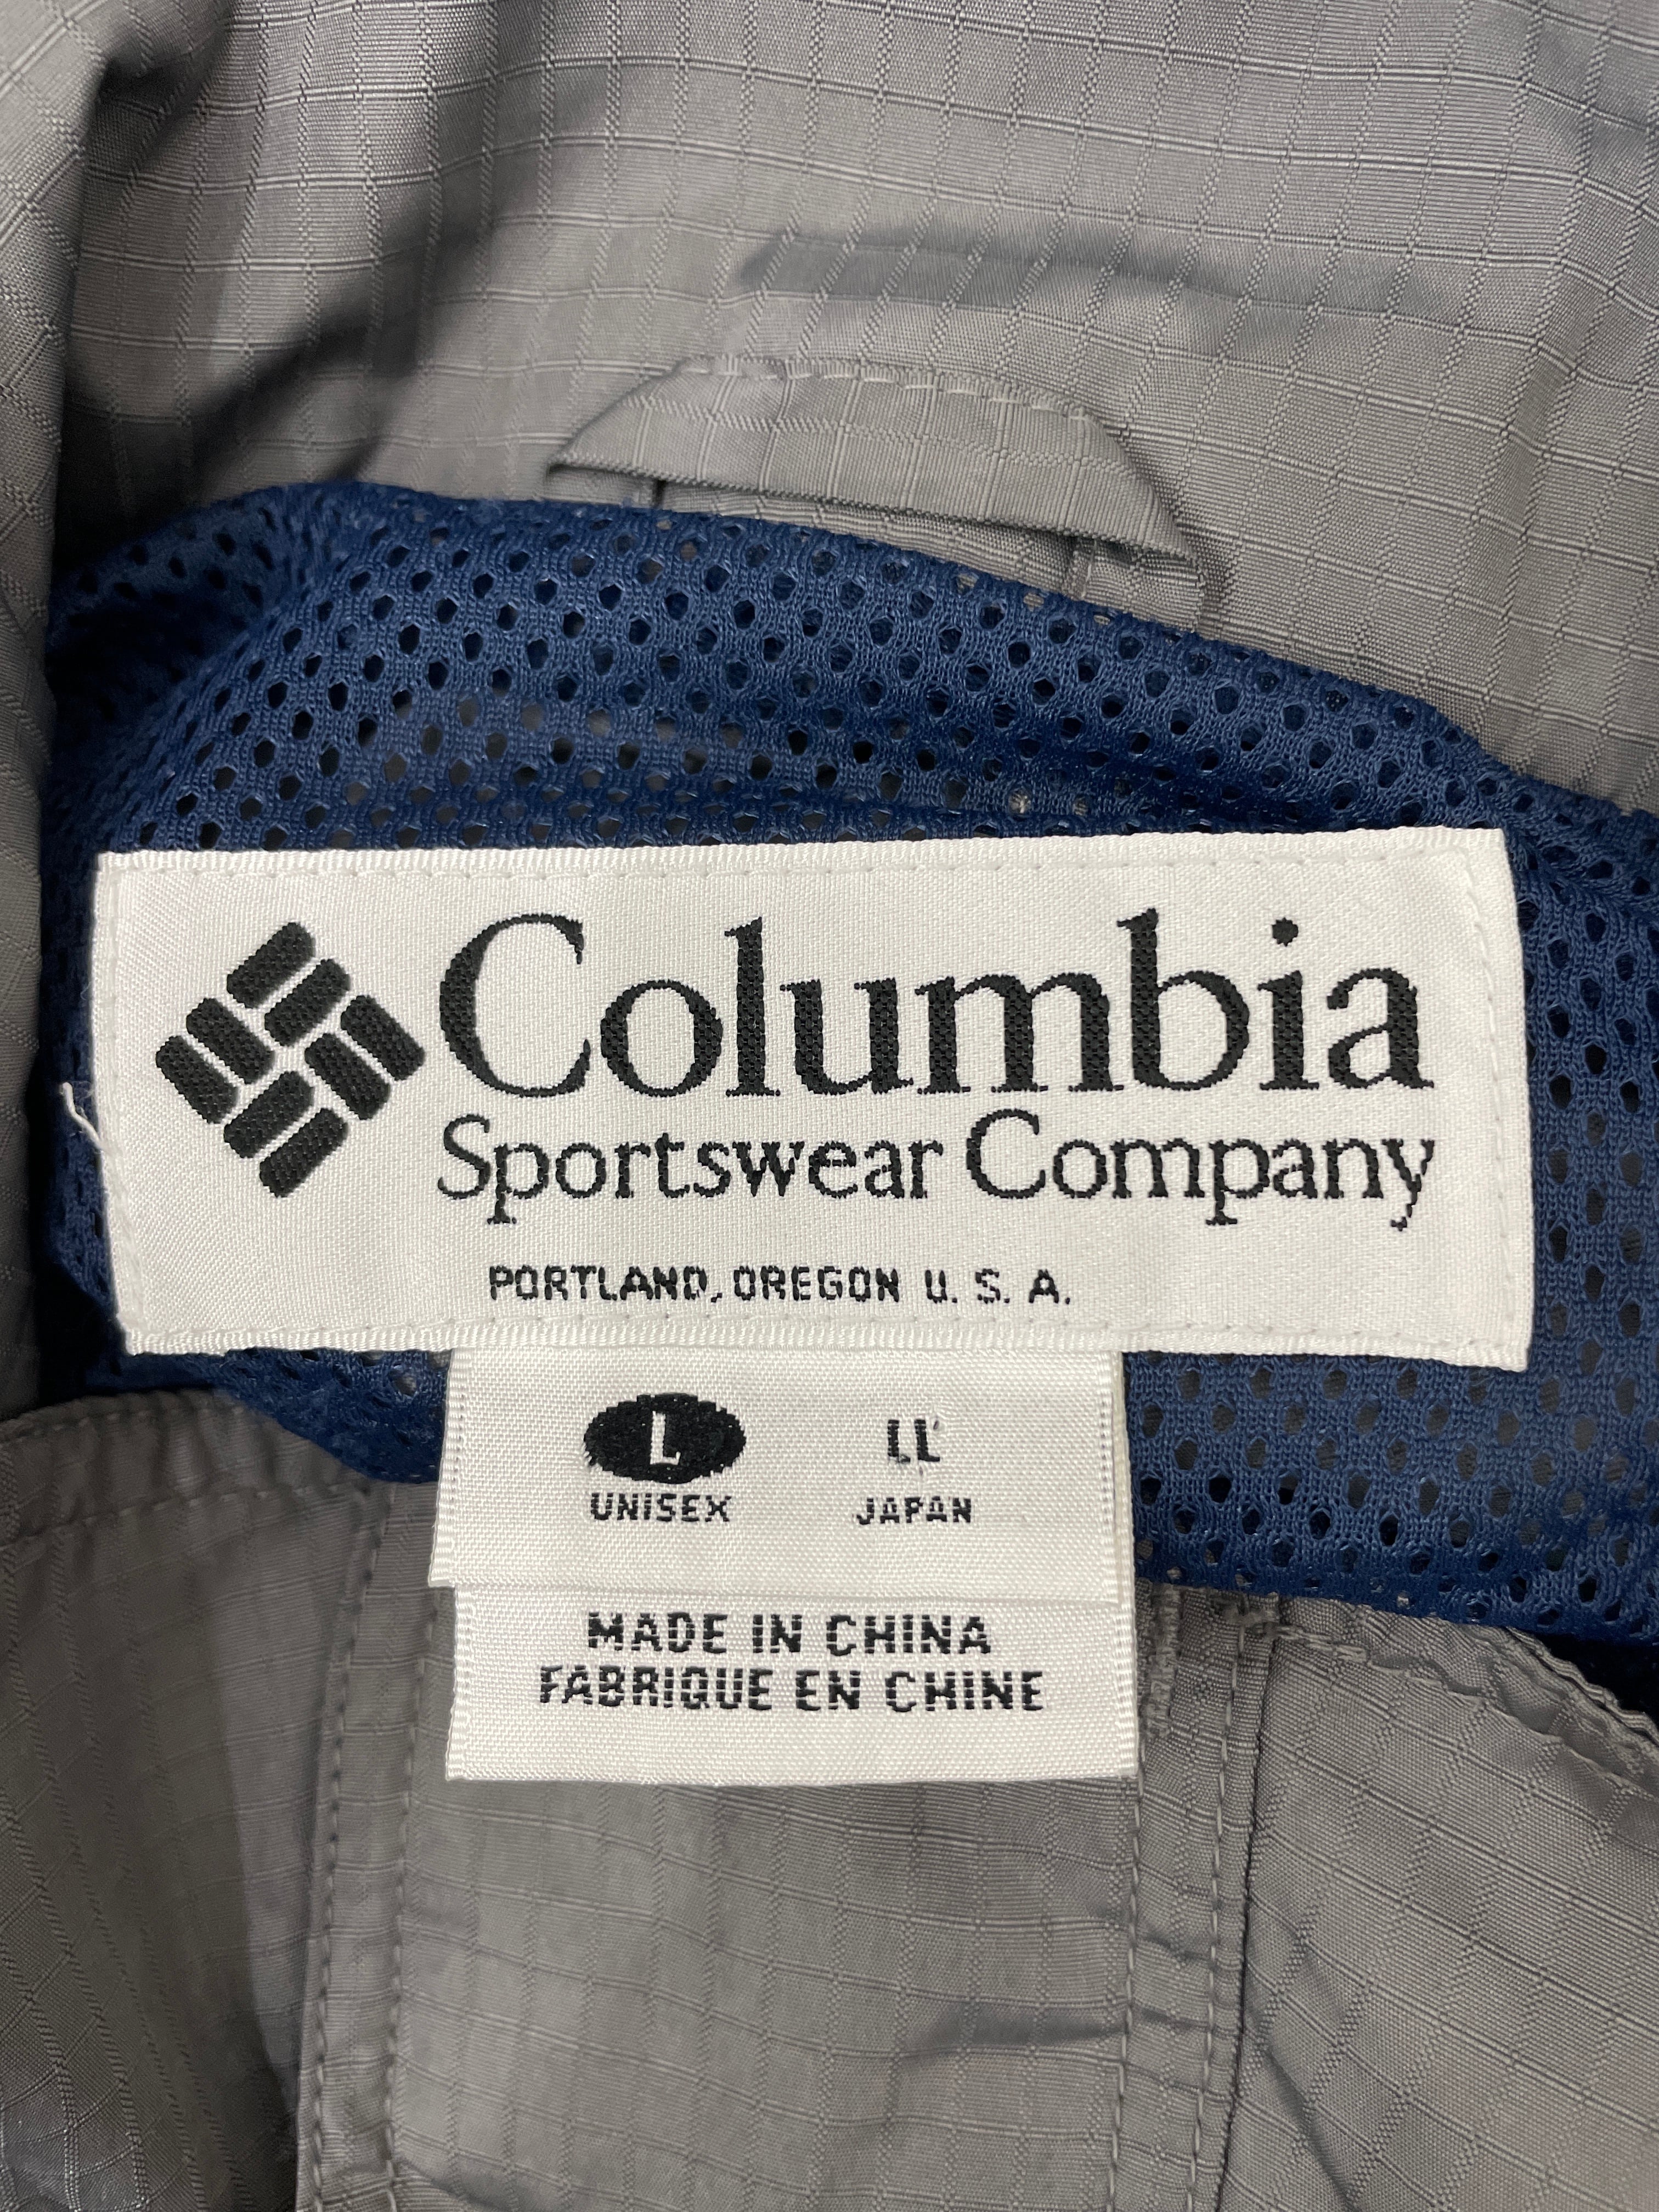 Columbia
Sportswear Company
PORTLAND, OREGON U. S. A.
L LL
UNISEX JAPAN
MADE IN CHINA
FABRIQUE EN CHINE